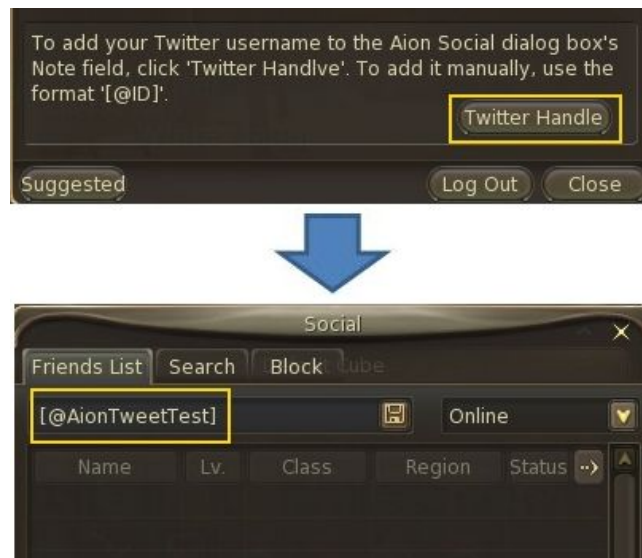 To add your Twitter username to the Aion Social dialog box's
Note field, click 'Twitter Handlve'. To add it manually, use the
format '[@ID]'.
Twitter Handle
Suggested Log Out Close
Social
Friends List Search Block Cube
[@AionTweetTest] Online
Name Lv. Class Region Status